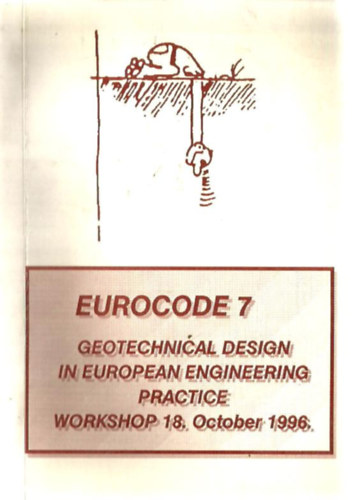 EUROCODE 7
GEOTECHNICAL DESIGN
IN EUROPEAN ENGINEERING
PRACTICE
WORKSHOP 18. October 1996.